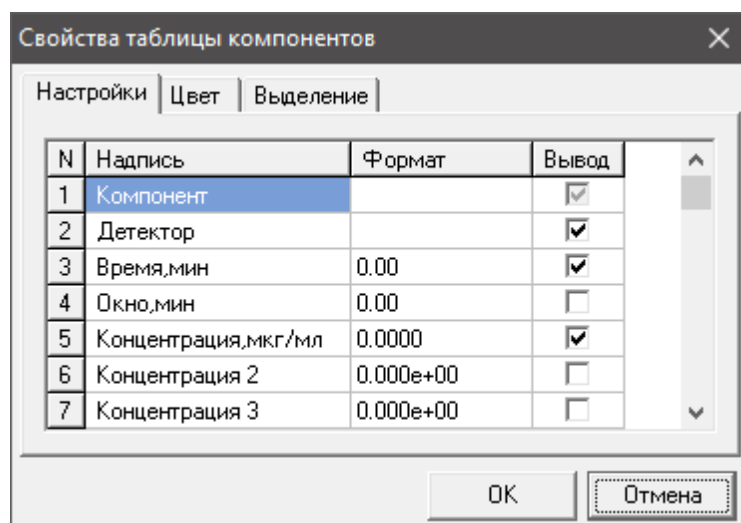 Свойства таблицы компонентов
Настройки Цвет Выделение
N Надпись Формат Вывод
1 Компонент
2 Детектор
3 Время,мин 0.00
4 Окно,мин 0.00
5 Концентрация,мкг/мл 0.0000
6 Концентрация 2 0.000e+00
7 Концентрация 3 0.000e+00
OK Отмена